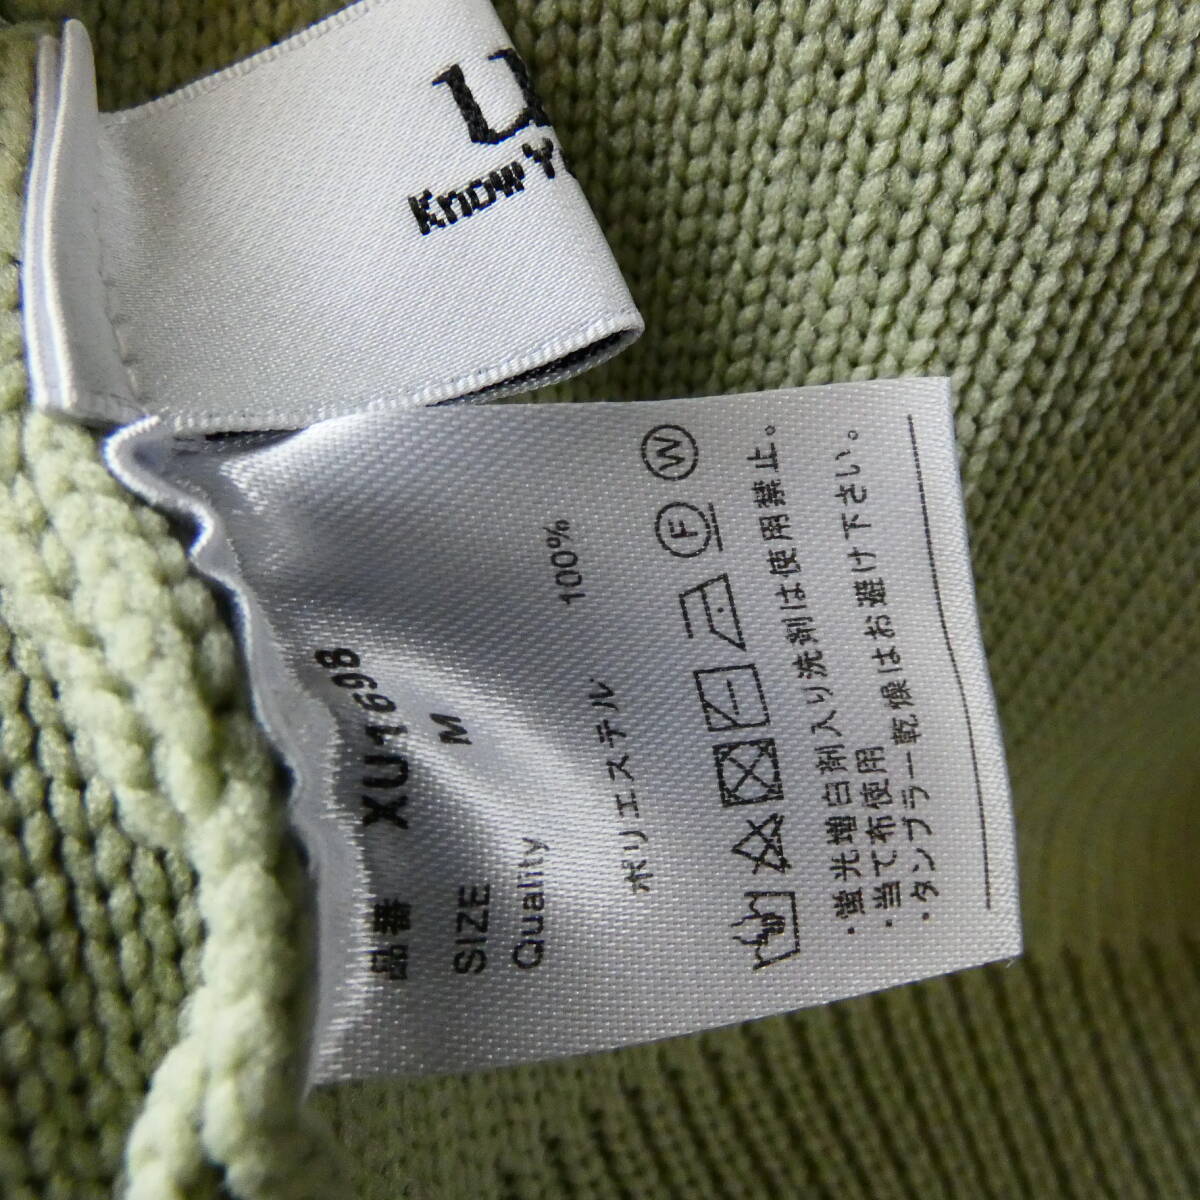 U
Know
品番 XU1698
SIZE M
Quality
ポリエステル 100%
F W
・蛍光増白剤入り洗剤は使用禁止。
・当て布使用
・タンブラー乾燥はお避け下さい。